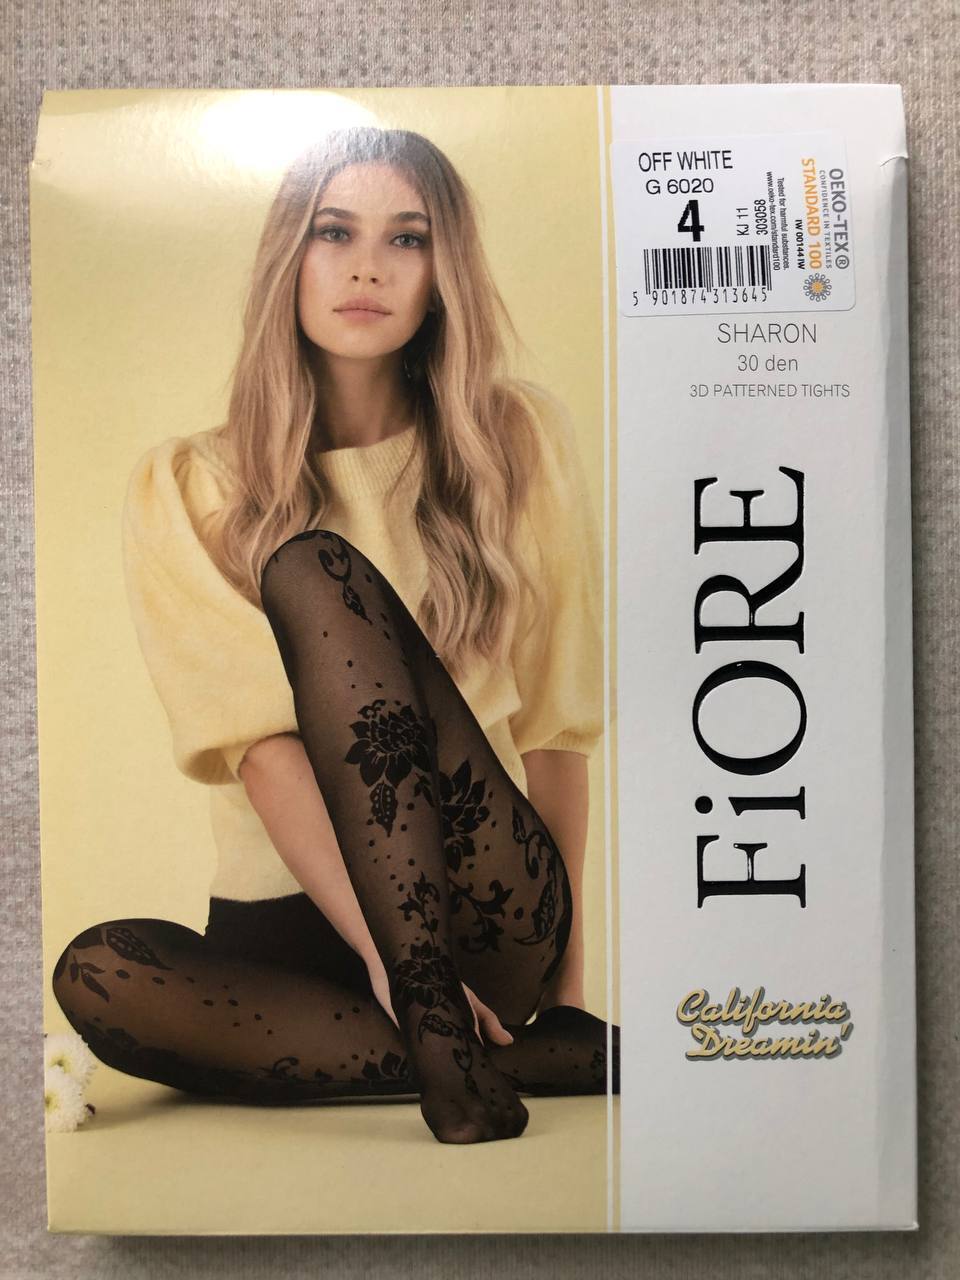 OFF WHITE
G 6020
4
KJ 11
303058
Tested for harmful substances.
www.oeko-tex.com/standard100
OEKO-TEX®
CONFIDENCE IN TEXTILES
STANDARD 100
IW 00144 IW
5 901874 313645
SHARON
30 den
3D PATTERNED TIGHTS
FiORE
California
Dreamin'